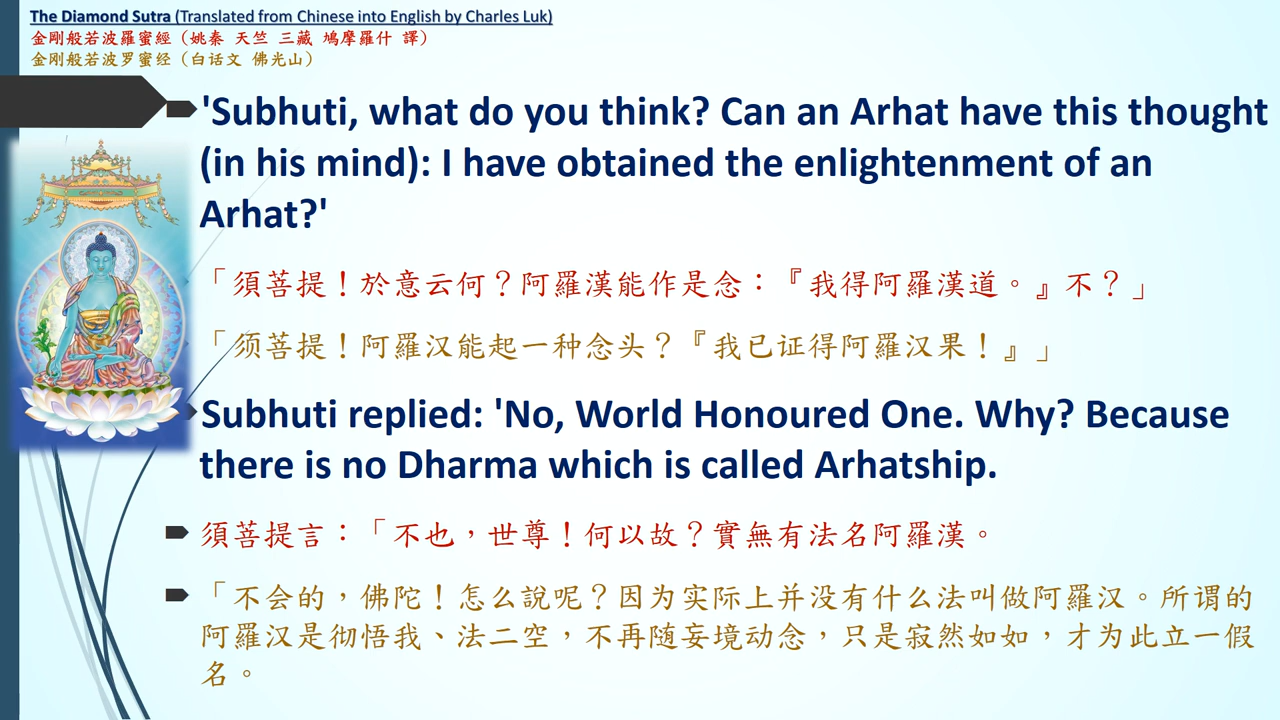 The Diamond Sutra (Translated from Chinese into English by Charles Luk)
金剛般若波羅蜜經（姚秦 天竺 三藏 鳩摩羅什 譯）
金剛般若波罗蜜经（白话文 佛光山）
'Subhuti, what do you think? Can an Arhat have this thought
(in his mind): I have obtained the enlightenment of an
Arhat?'
「須菩提！於意云何？阿羅漢能作是念：『我得阿羅漢道。』不？」
「须菩提！阿羅汉能起一种念头？『我已证得阿羅汉果！』」
Subhuti replied: 'No, World Honoured One. Why? Because
there is no Dharma which is called Arhatship.
須菩提言：「不也，世尊！何以故？實無有法名阿羅漢。
「不会的，佛陀！怎么說呢？因为实际上并没有什么法叫做阿羅汉。所谓的
阿羅汉是彻悟我、法二空，不再随妄境动念，只是寂然如如，才为此立一假
名。